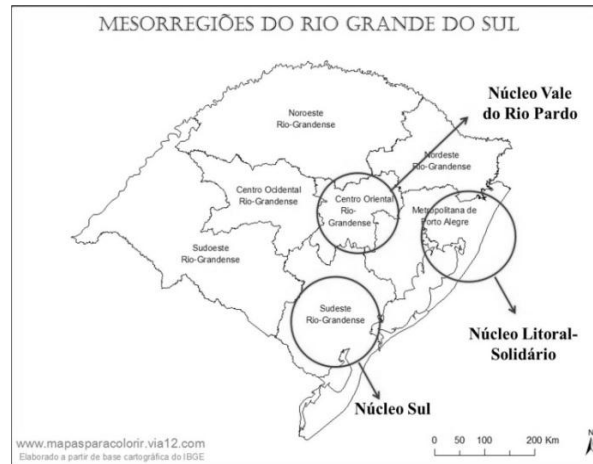 MESORREGIÕES DO RIO GRANDE DO SUL
Núcleo Vale
do Rio Pardo
Noroeste
Rio-Grandense
Nordeste
Rio-Grandense
Centro Ocidental
Rio-Grandense
Centro Oriental
Rio-
Grandense
Metropolitana de
Porto Alegre
Sudoeste
Rio-Grandense
Sudeste
Rio-Grandense
Núcleo Litoral-
Solidário
Núcleo Sul
www.mapasparacolorir.via12.com
Elaborado a partir de base cartográfica do IBGE
0 50 100 200 Km